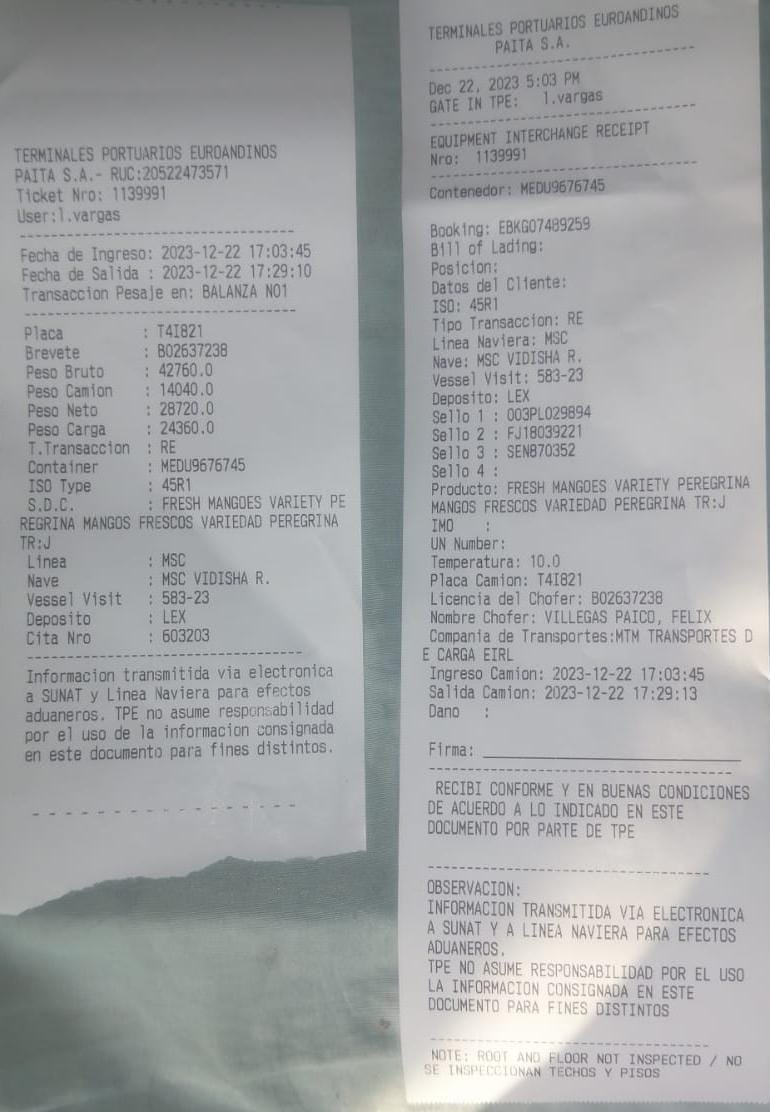 TERMINALES PORTUARIOS EUROANDINOS
PAITA S.A.- RUC:20522473571
Ticket Nro: 1139991
User:l.vargas
Fecha de Ingreso: 2023-12-22 17:03:45
Fecha de Salida : 2023-12-22 17:29:10
Transaccion Pesaje en: BALANZA N01
Placa : T4I821
Brevete : B02637238
Peso Bruto : 42760.0
Peso Camion : 14040.0
Peso Neto : 28720.0
Peso Carga : 24360.0
T.Transaccion : RE
Container : MEDU9676745
ISO Type : 45R1
S.D.C. : FRESH MANGOES VARIETY PE
REGRINA MANGOS FRESCOS VARIEDAD PEREGRINA
TR:J
Linea : MSC
Nave : MSC VIDISHA R.
Vessel Visit : 583-23
Deposito : LEX
Cita Nro : 603203
Informacion transmitida via electronica
a SUNAT y Linea Naviera para efectos
aduaneros. TPE no asume responsabilidad
por el uso de la informacion consignada
en este documento para fines distintos.
TERMINALES PORTUARIOS EUROANDINOS
PAITA S.A.
Dec 22, 2023 5:03 PM
GATE IN TPE: l.vargas
EQUIPMENT INTERCHANGE RECEIPT
Nro: 1139991
Contenedor: MEDU9676745
Booking: EBKG07489259
Bill of Lading:
Posicion:
Datos del Cliente:
ISO: 45R1
Tipo Transaccion: RE
Linea Naviera: MSC
Nave: MSC VIDISHA R.
Vessel Visit: 583-23
Deposito: LEX
Sello 1 : 003PL029894
Sello 2 : FJ18039221
Sello 3 : SEN870352
Sello 4 :
Producto: FRESH MANGOES VARIETY PEREGRINA
MANGOS FRESCOS VARIEDAD PEREGRINA TR:J
IMO :
UN Number:
Temperatura: 10.0
Placa Camion: T4I821
Licencia del Chofer: B02637238
Nombre Chofer: VILLEGAS PAICO, FELIX
Compania de Transportes:MTM TRANSPORTES D
E CARGA EIRL
Ingreso Camion: 2023-12-22 17:03:45
Salida Camion: 2023-12-22 17:29:13
Dano :
Firma:
RECIBI CONFORME Y EN BUENAS CONDICIONES
DE ACUERDO A LO INDICADO EN ESTE
DOCUMENTO POR PARTE DE TPE
OBSERVACION:
INFORMACION TRANSMITIDA VIA ELECTRONICA
A SUNAT Y A LINEA NAVIERA PARA EFECTOS
ADUANEROS.
TPE NO ASUME RESPONSABILIDAD POR EL USO
LA INFORMACION CONSIGNADA EN ESTE
DOCUMENTO PARA FINES DISTINTOS
NOTE: ROOT AND FLOOR NOT INSPECTED / NO
SE INSPECCIONAN TECHOS Y PISOS